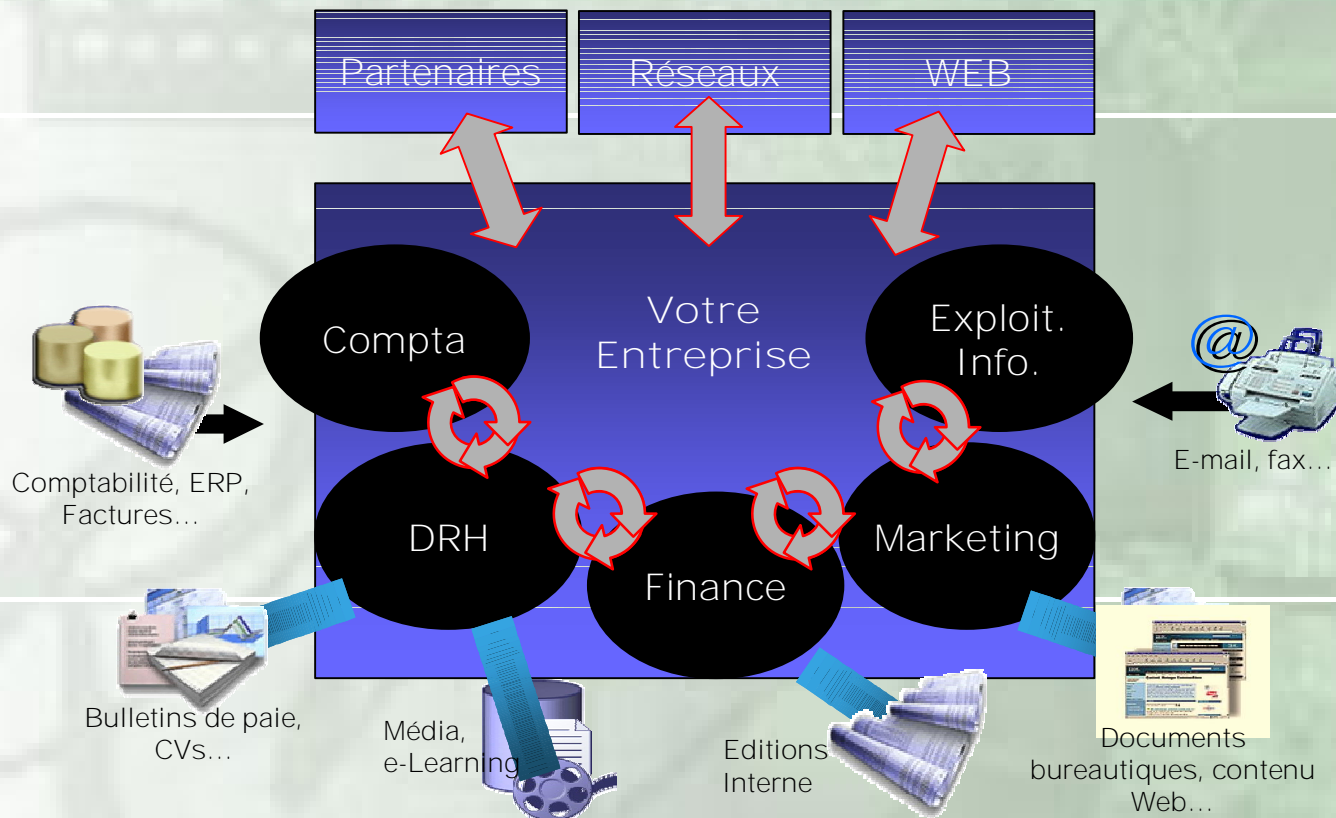 Partenaires
Réseaux
WEB
Votre
Entreprise
Compta
Exploit.
Info.
DRH
Marketing
Finance
Comptabilité, ERP,
Factures...
E-mail, fax...
Bulletins de paie,
CVs...
Média,
e-Learning
Editions
Interne
Documents
bureautiques, contenu
Web...